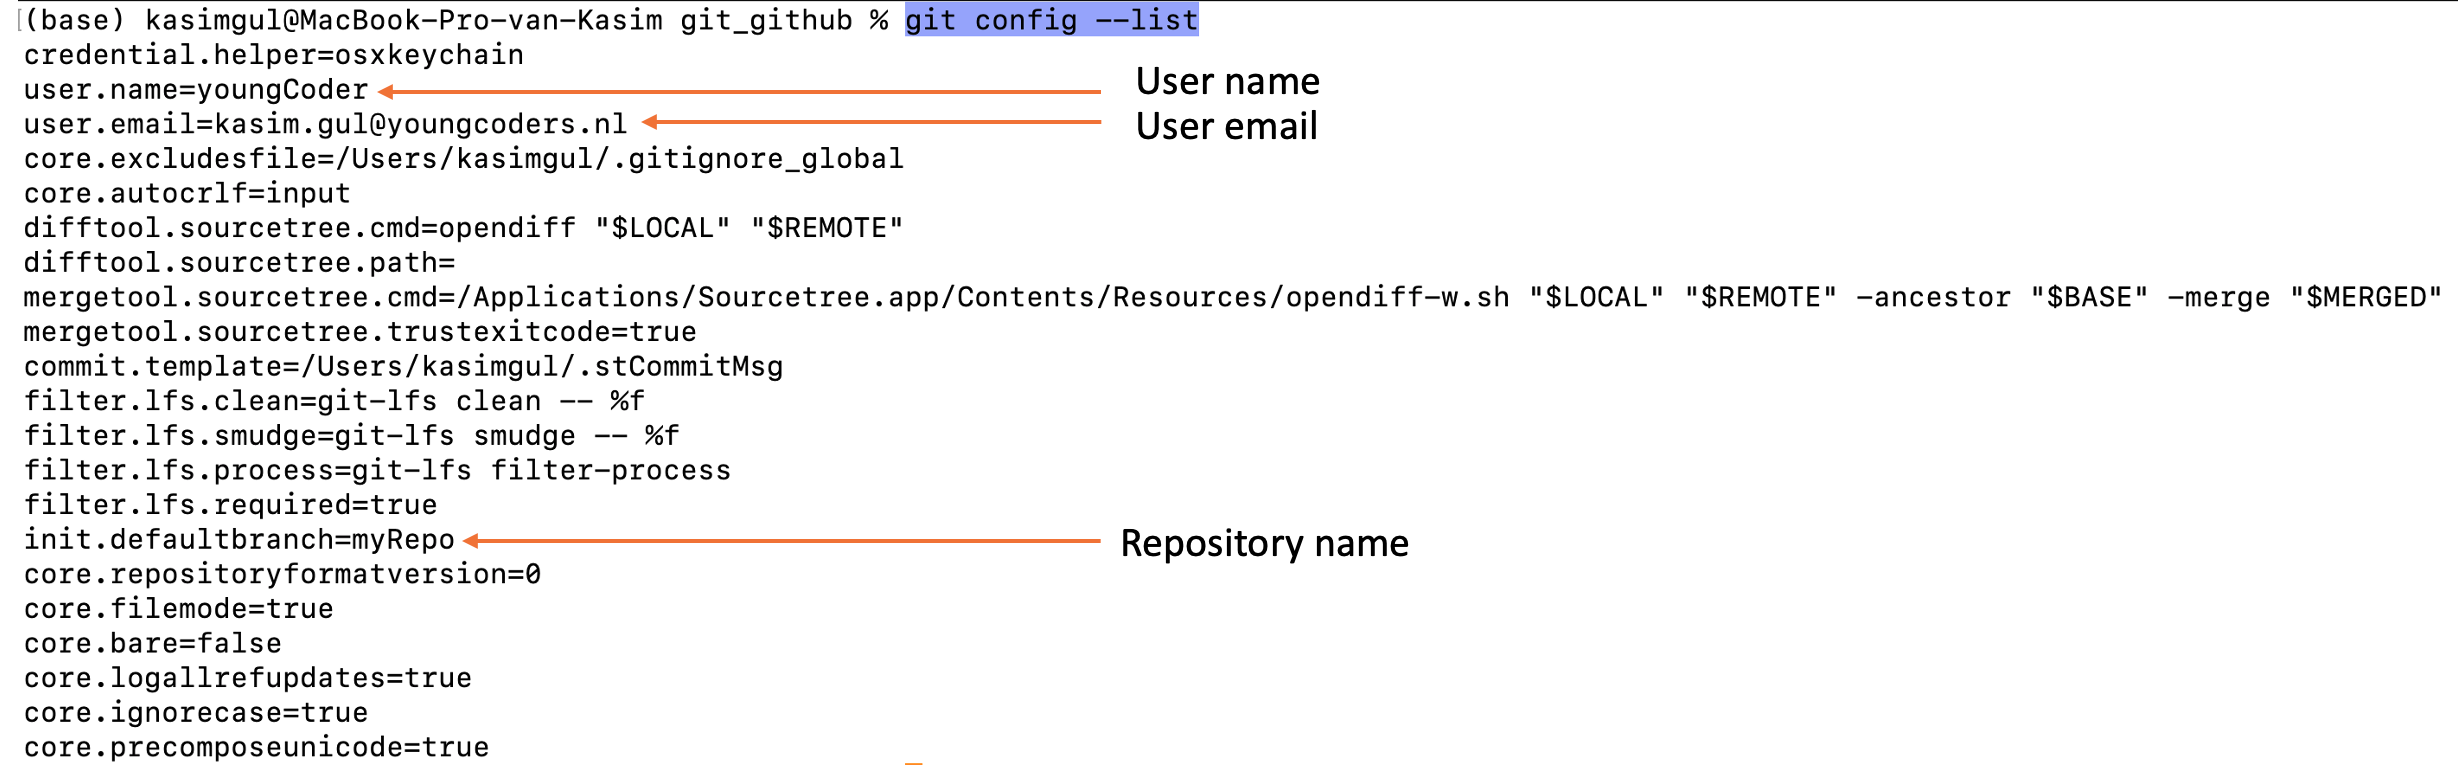 (base) kasimgul@MacBook-Pro-van-Kasim git_github % git config --list
credential.helper=osxkeychain
user.name=youngCoder
User name
user.email=kasim.gul@youngcoders.nl
User email
core.excludesfile=/Users/kasimgul/.gitignore_global
core.autocrlf=input
difftool.sourcetree.cmd=opendiff "$LOCAL" "$REMOTE"
difftool.sourcetree.path=
mergetool.sourcetree.cmd=/Applications/Sourcetree.app/Contents/Resources/opendiff-w.sh "$LOCAL" "$REMOTE" -ancestor "$BASE" -merge "$MERGED"
mergetool.sourcetree.trustexitcode=true
commit.template=/Users/kasimgul/.stCommitMsg
filter.lfs.clean=git-lfs clean -- %f
filter.lfs.smudge=git-lfs smudge -- %f
filter.lfs.process=git-lfs filter-process
filter.lfs.required=true
init.defaultbranch=myRepo
Repository name
core.repositoryformatversion=0
core.filemode=true
core.bare=false
core.logallrefupdates=true
core.ignorecase=true
core.precomposeunicode=true